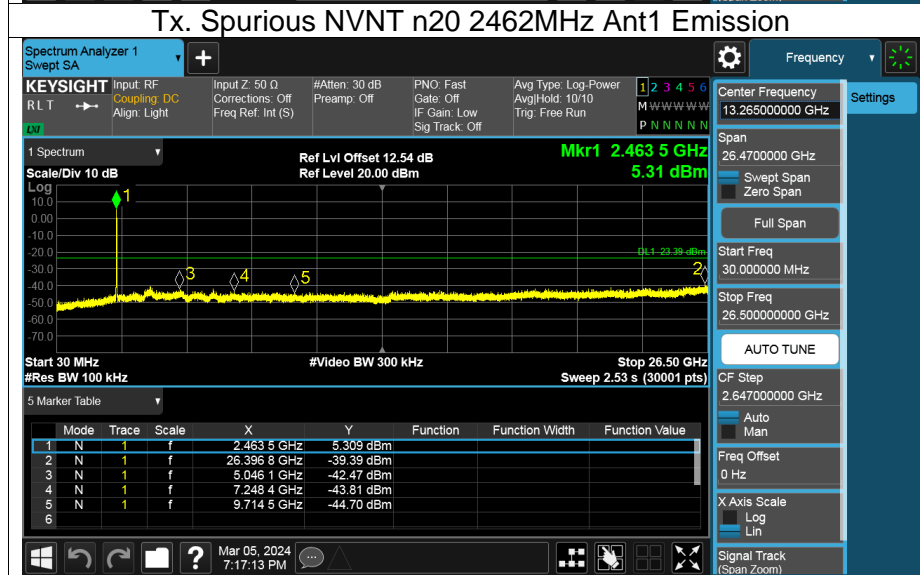 Tx. Spurious NVNT n20 2462MHz Ant1 Emission
Spectrum Analyzer 1
Swept SA
+
Frequency
KEYSIGHT
R L T
LXI
Input: RF
Coupling: DC
Align: Light
Input Z: 50 Ω
Corrections: Off
Freq Ref: Int (S)
#Atten: 30 dB
Preamp: Off
PNO: Fast
Gate: Off
IF Gain: Low
Sig Track: Off
Avg Type: Log-Power
Avg|Hold: 10/10
Trig: Free Run
1 2 3 4 5 6
M W W W W W
P N N N N N
1 Spectrum
Scale/Div 10 dB
Ref Lvl Offset 12.54 dB
Ref Level 20.00 dBm
Mkr1 2.463 5 GHz
5.31 dBm
Log
10.0
0.00
-10.0
-20.0
-30.0
-40.0
-50.0
-60.0
-70.0
1
3
4
5
2
DL1 -23.39 dBm
Start 30 MHz
#Res BW 100 kHz
#Video BW 300 kHz
Stop 26.50 GHz
Sweep 2.53 s (30001 pts)
5 Marker Table
Mode Trace Scale X Y Function Function Width Function Value
1 N 1 f 2.463 5 GHz 5.309 dBm
2 N 1 f 26.396 8 GHz -39.39 dBm
3 N 1 f 5.046 1 GHz -42.47 dBm
4 N 1 f 7.248 4 GHz -43.81 dBm
5 N 1 f 9.714 5 GHz -44.70 dBm
6
Mar 05, 2024
7:17:13 PM
?
Center Frequency
13.265000000 GHz
Settings
Span
26.4700000 GHz
Swept Span
Zero Span
Full Span
Start Freq
30.000000 MHz
Stop Freq
26.500000000 GHz
AUTO TUNE
CF Step
2.647000000 GHz
Auto
Man
Freq Offset
0 Hz
X Axis Scale
Log
Lin
Signal Track
(Span Zoom)